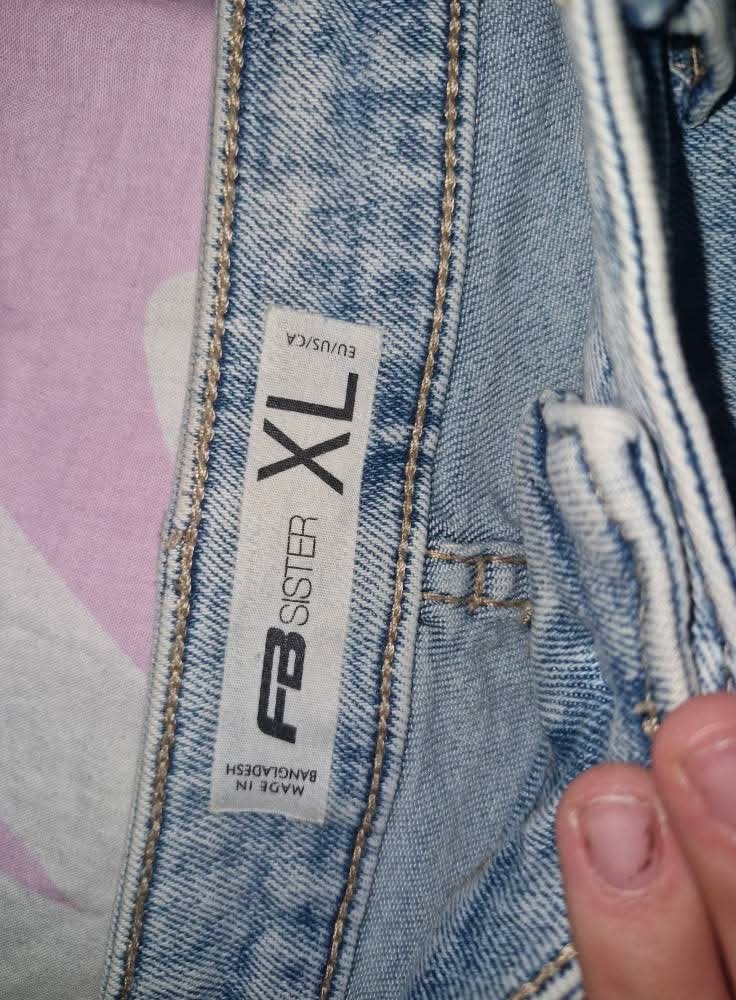 EU/US/CA
XL
FB SISTER
MADE IN
BANGLADESH